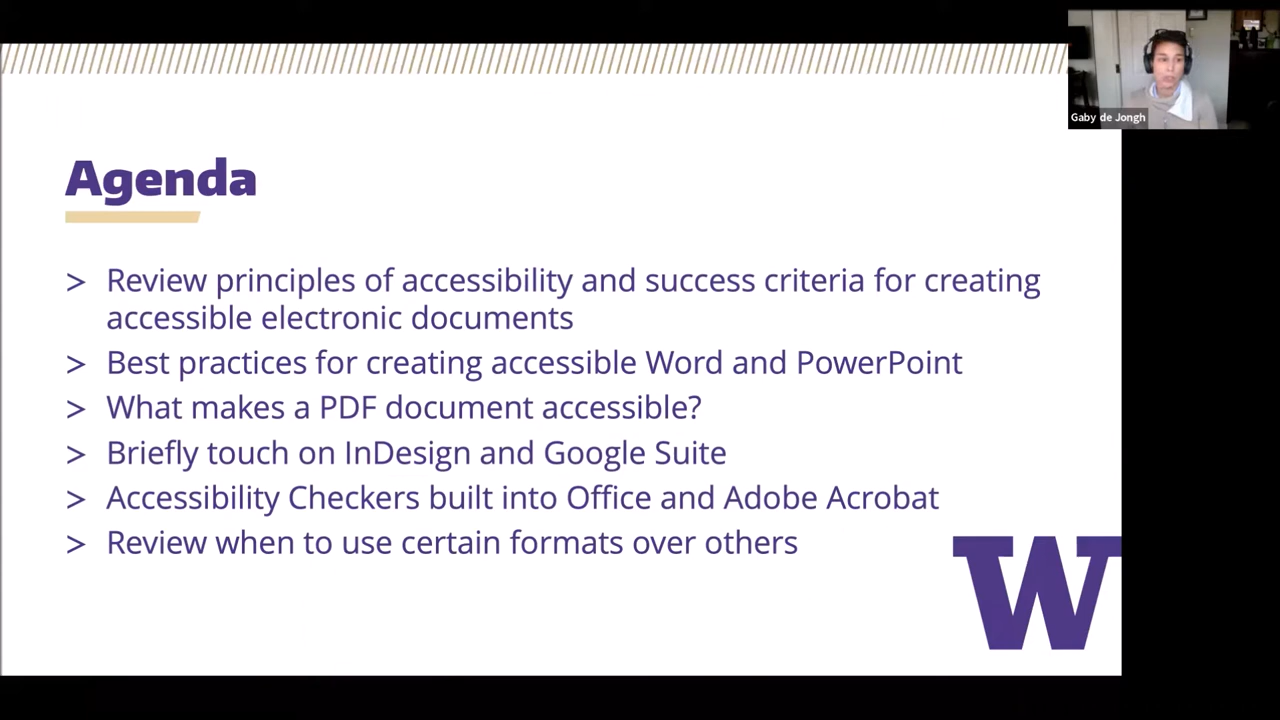 Gaby de Jongh
Agenda
> Review principles of accessibility and success criteria for creating
accessible electronic documents
> Best practices for creating accessible Word and PowerPoint
> What makes a PDF document accessible?
> Briefly touch on InDesign and Google Suite
> Accessibility Checkers built into Office and Adobe Acrobat
> Review when to use certain formats over others
W